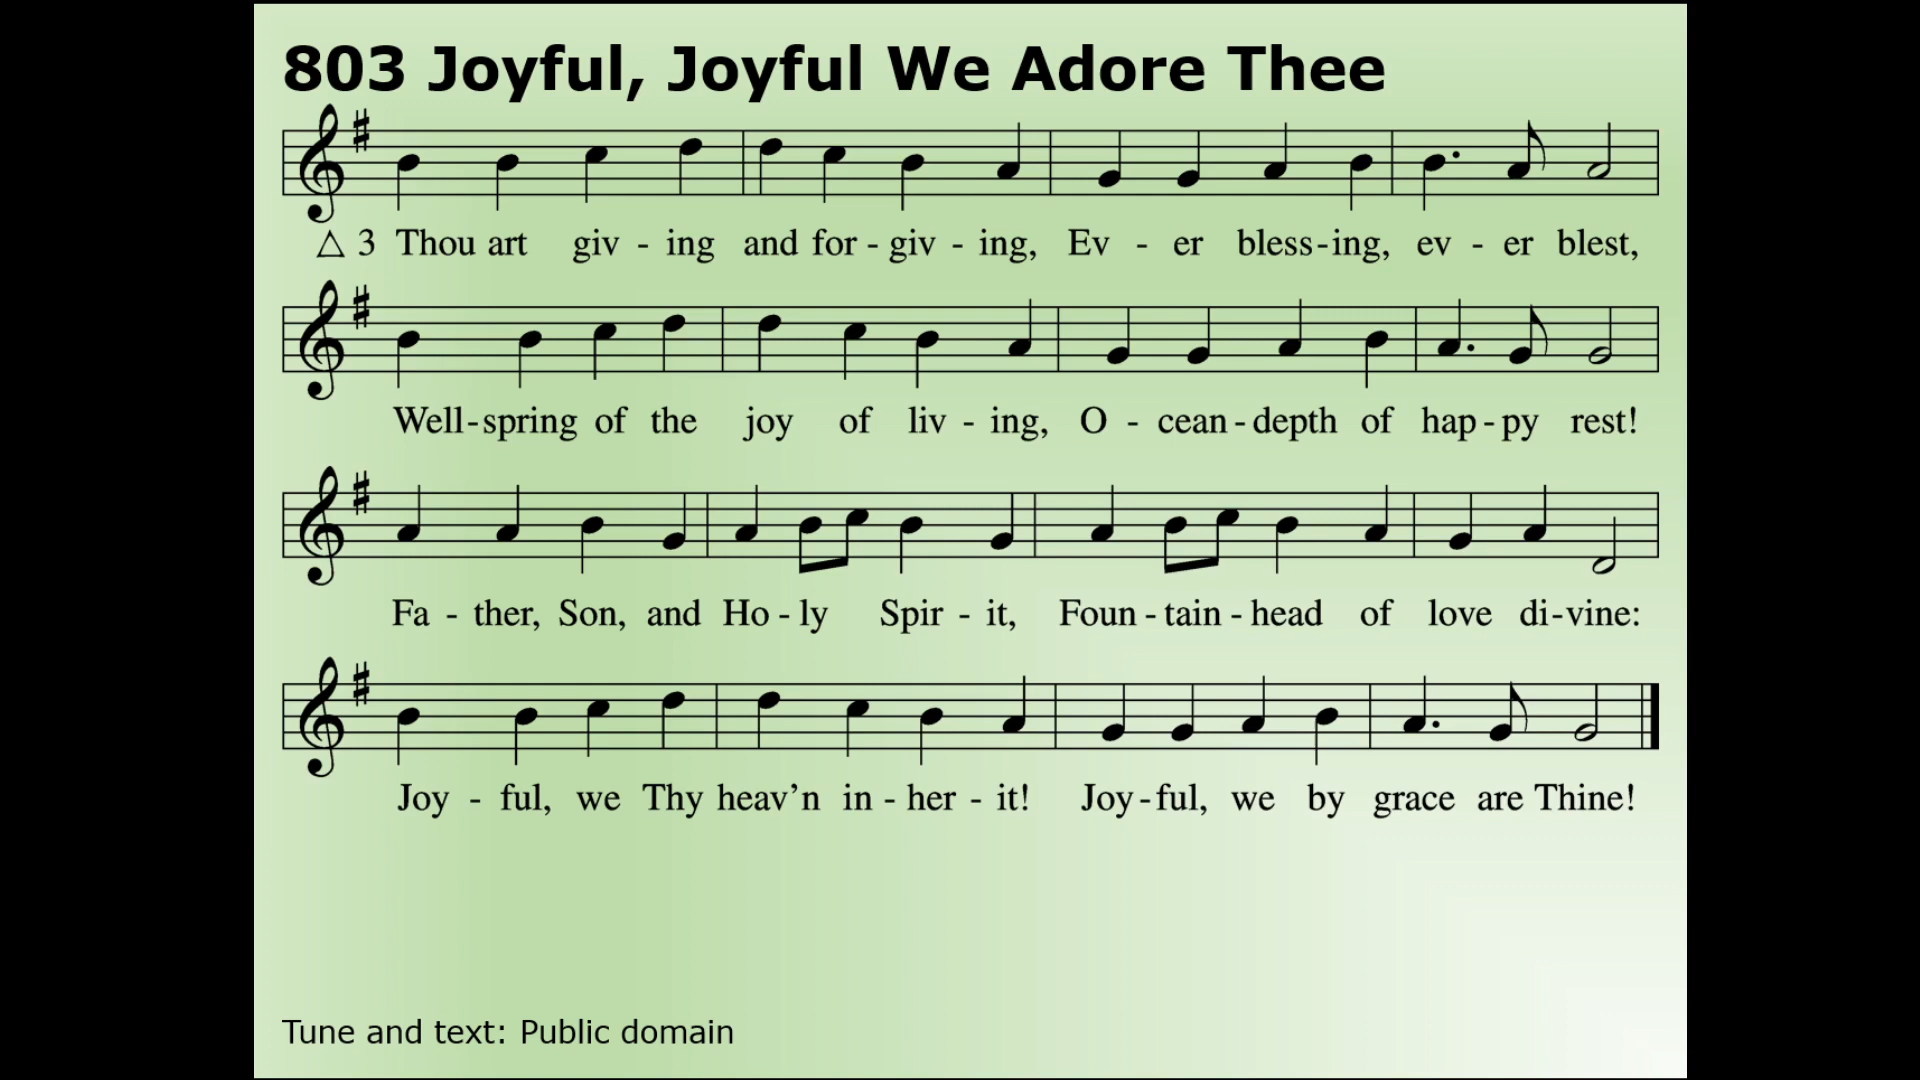 803 Joyful, Joyful We Adore Thee
△ 3 Thou art giv - ing and for - giv - ing, Ev - er bless - ing, ev - er blest,
Well - spring of the joy of liv - ing, O - cean - depth of hap - py rest!
Fa - ther, Son, and Ho - ly Spir - it, Foun - tain - head of love di - vine:
Joy - ful, we Thy heav’n in - her - it! Joy - ful, we by grace are Thine!
Tune and text: Public domain